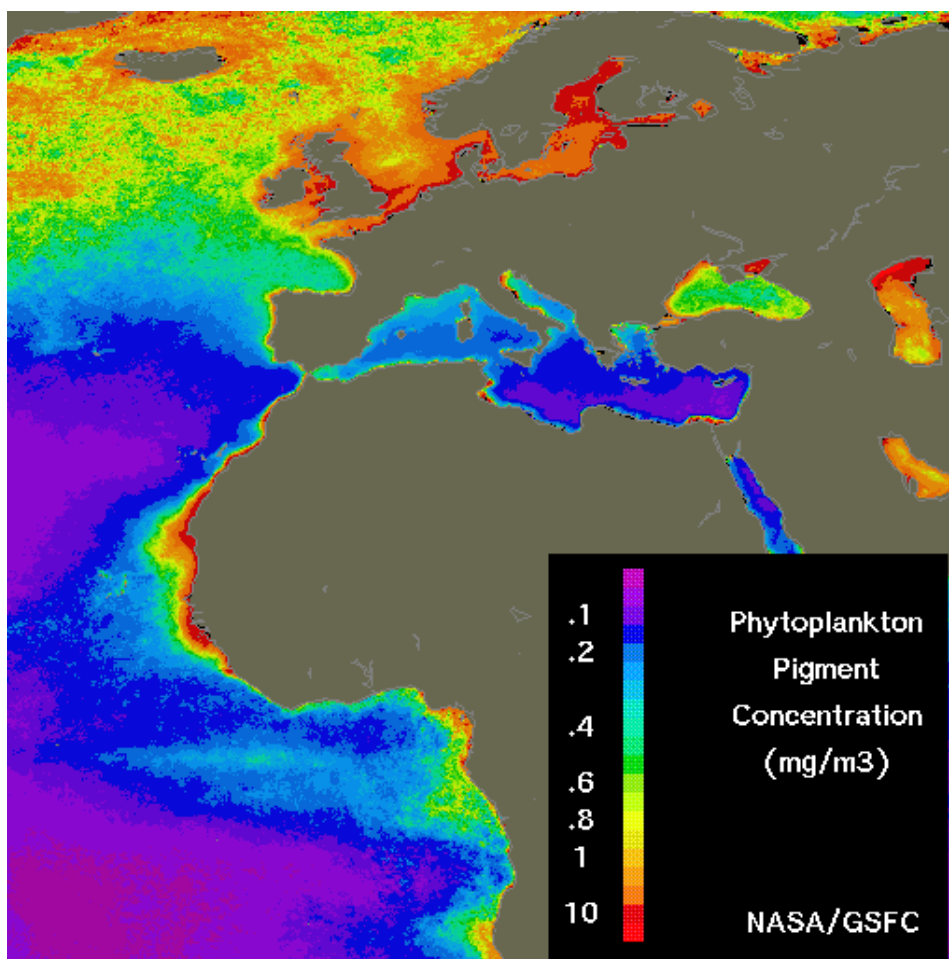 .1
.2
.4
.6
.8
1
10
Phytoplankton
Pigment
Concentration
(mg/m3)
NASA/GSFC